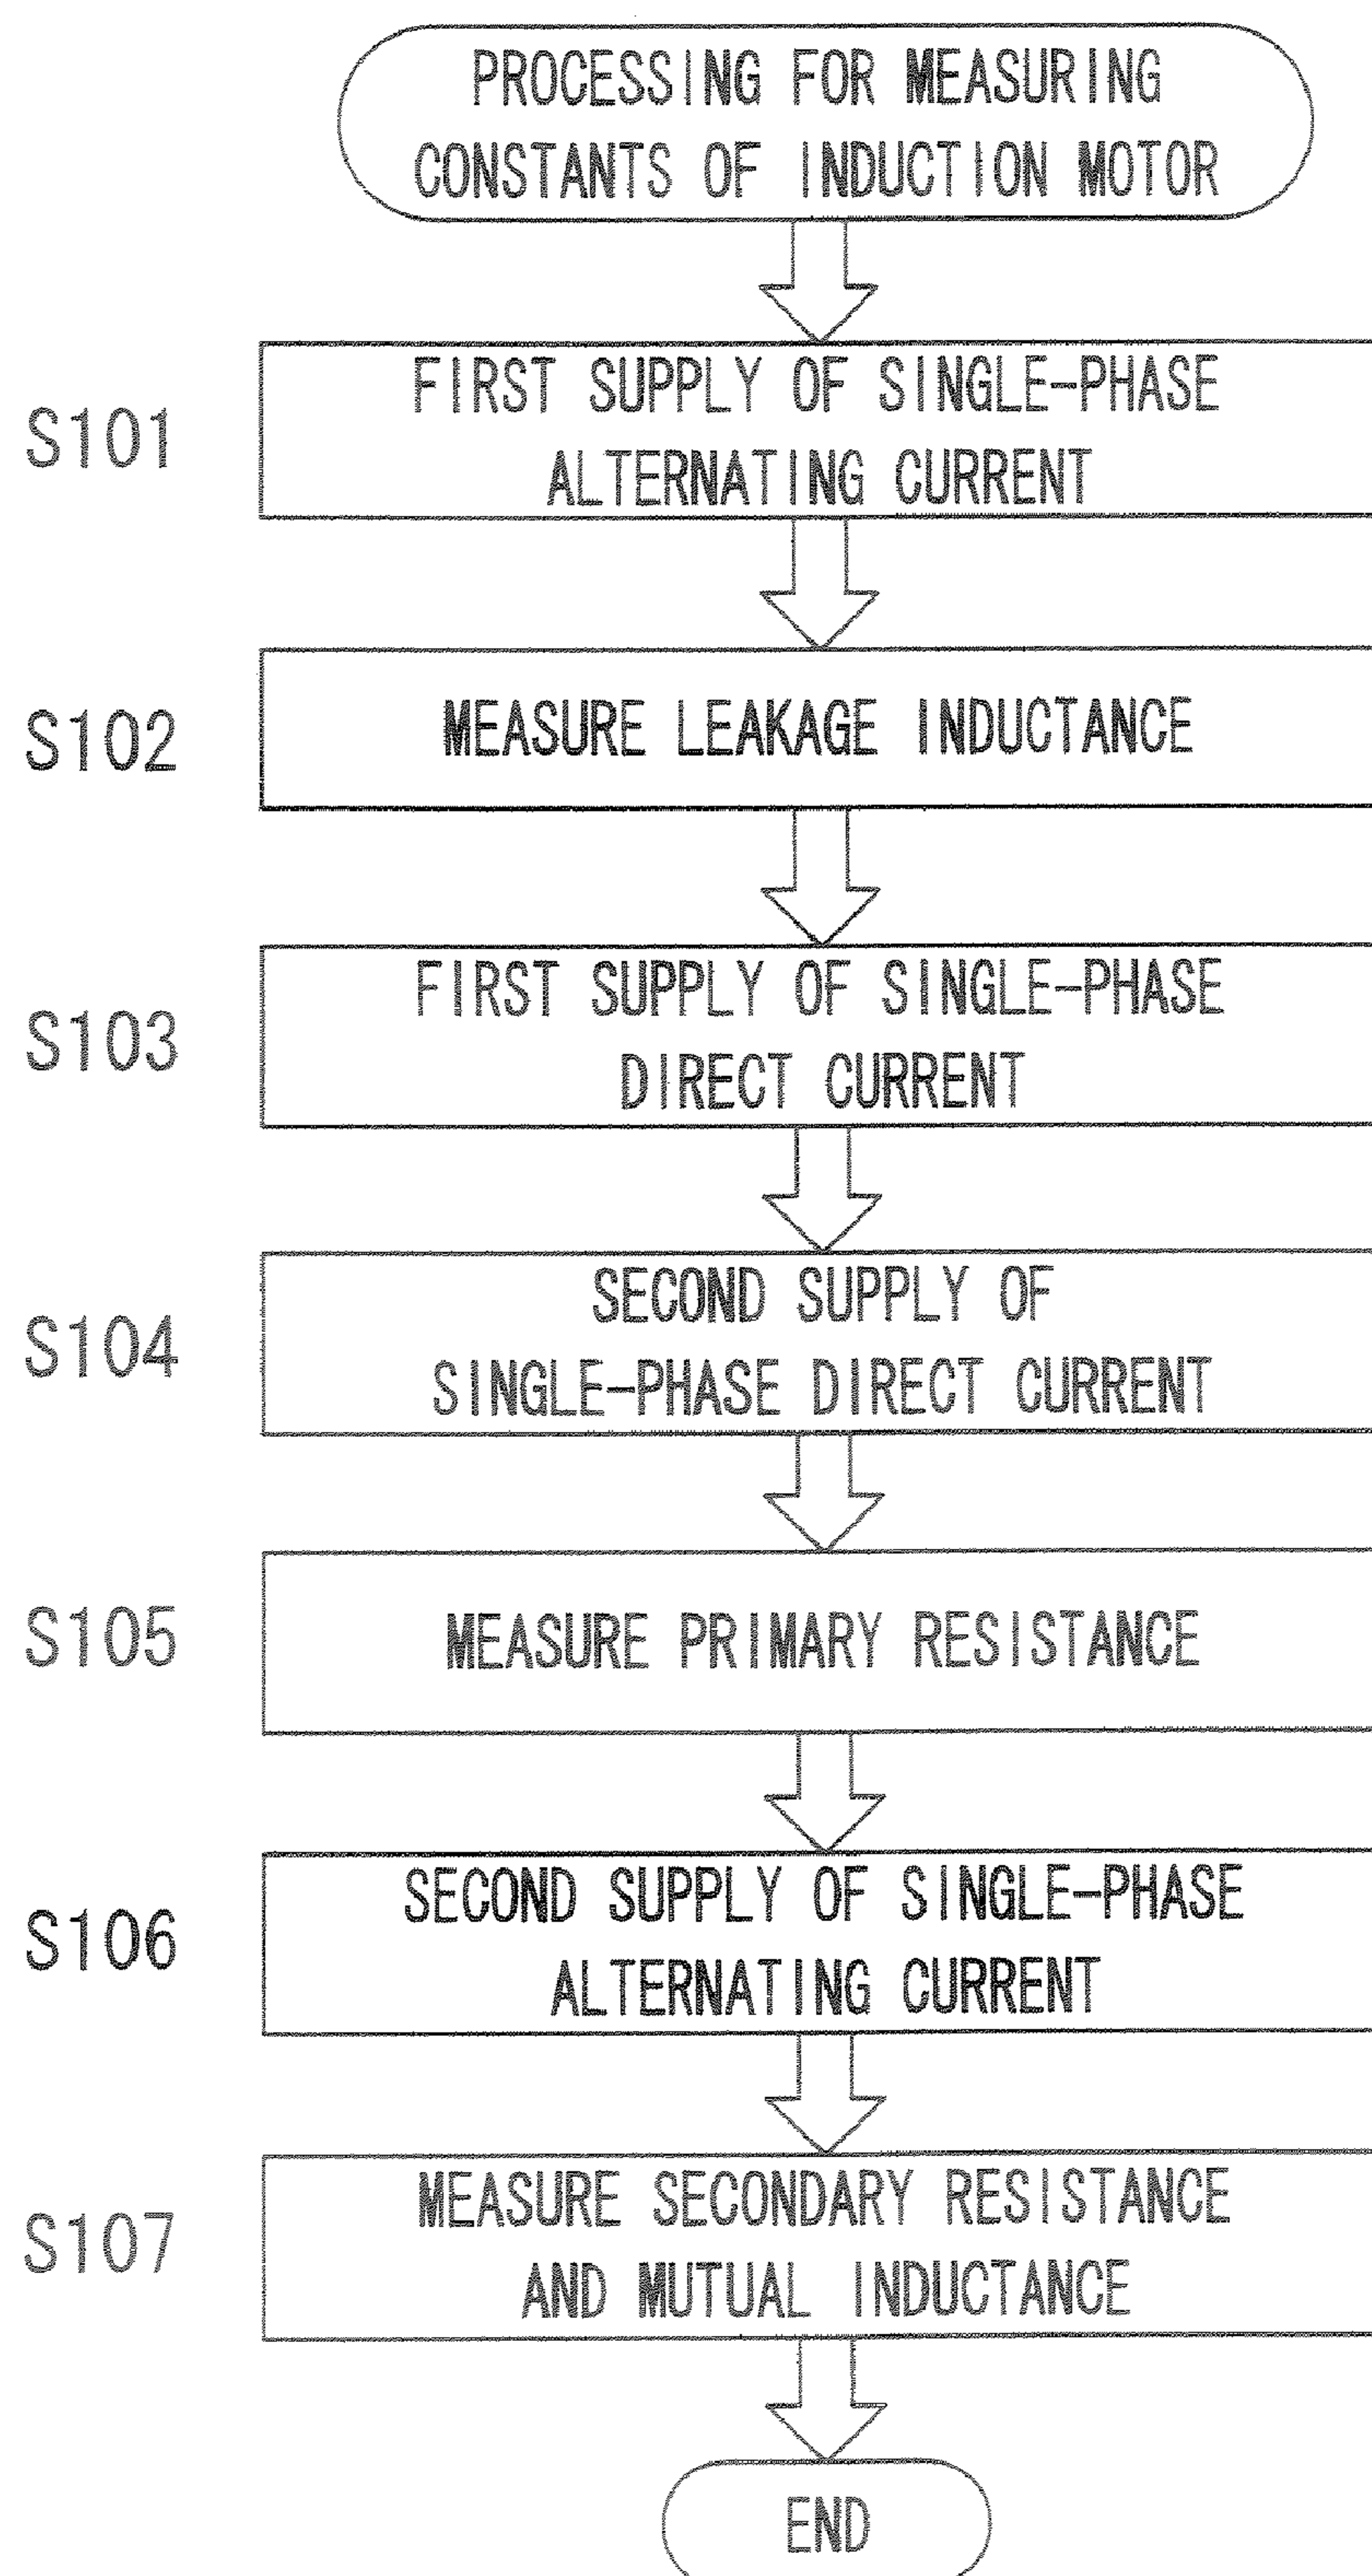 PROCESSING FOR MEASURING
CONSTANTS OF INDUCTION MOTOR
S101
FIRST SUPPLY OF SINGLE-PHASE
ALTERNATING CURRENT
S102
MEASURE LEAKAGE INDUCTANCE
S103
FIRST SUPPLY OF SINGLE-PHASE
DIRECT CURRENT
S104
SECOND SUPPLY OF
SINGLE-PHASE DIRECT CURRENT
S105
MEASURE PRIMARY RESISTANCE
S106
SECOND SUPPLY OF SINGLE-PHASE
ALTERNATING CURRENT
S107
MEASURE SECONDARY RESISTANCE
AND MUTUAL INDUCTANCE
END